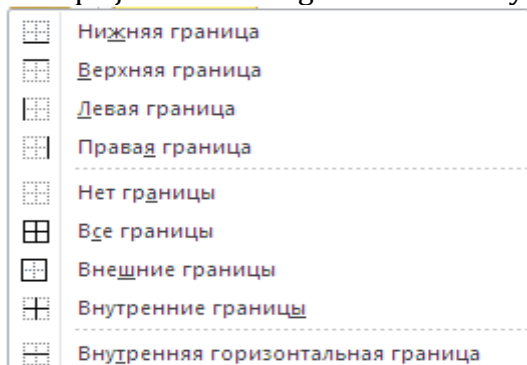 Нижняя граница
Верхняя граница
Левая граница
Правая граница
Нет границы
Все границы
Внешние границы
Внутренние границы
Внутренняя горизонтальная граница